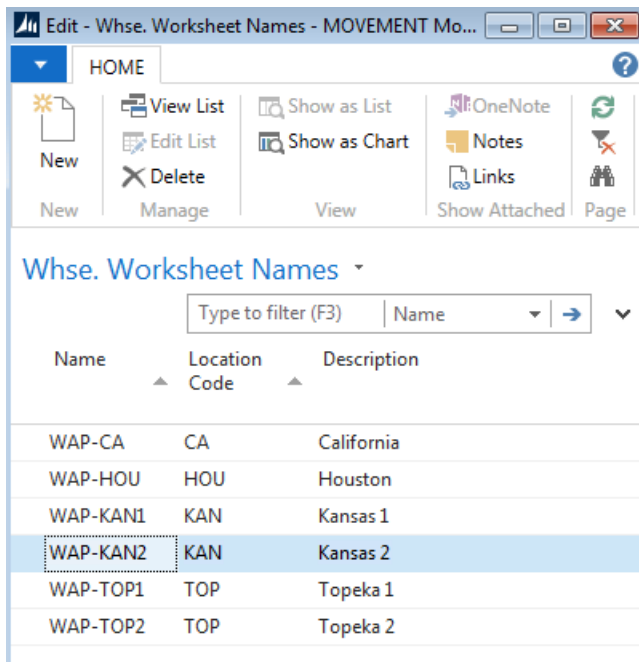 Edit - Whse. Worksheet Names - MOVEMENT Mo...
HOME
New
View List
Edit List
Delete
Show as List
Show as Chart
OneNote
Notes
Links
New
Manage
View
Show Attached
Page
Whse. Worksheet Names
Type to filter (F3) Name
Name Location Code Description
WAP-CA CA California
WAP-HOU HOU Houston
WAP-KAN1 KAN Kansas 1
WAP-KAN2 KAN Kansas 2
WAP-TOP1 TOP Topeka 1
WAP-TOP2 TOP Topeka 2